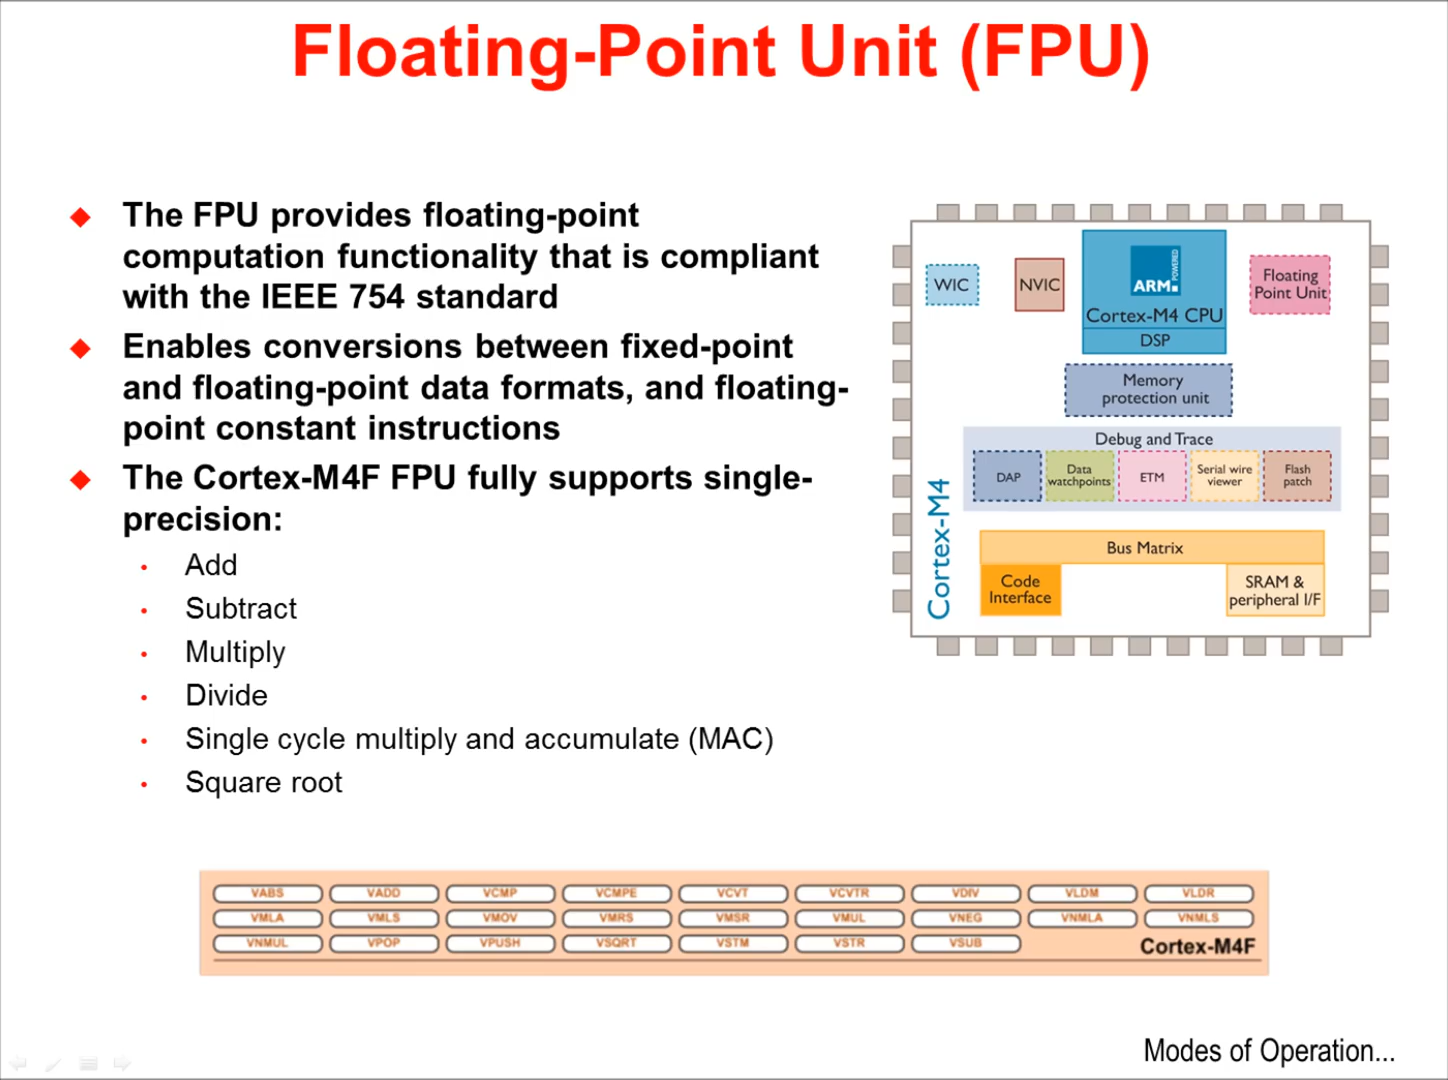 Floating-Point Unit (FPU)
The FPU provides floating-point
computation functionality that is compliant
with the IEEE 754 standard
Enables conversions between fixed-point
and floating-point data formats, and floating-
point constant instructions
The Cortex-M4F FPU fully supports single-
precision:
Add
Subtract
Multiply
Divide
Single cycle multiply and accumulate (MAC)
Square root
WIC
NVIC
ARM
POWERED
Cortex-M4 CPU
DSP
Floating
Point Unit
Memory
protection unit
Debug and Trace
DAP
Data
watchpoints
ETM
Serial wire
viewer
Flash
patch
Cortex-M4
Bus Matrix
Code
Interface
SRAM &
peripheral I/F
VABS VADD VCMP VCMPE VCVT VCVTR VDIV VLDM VLDR
VMLA VMLS VMOV VMRS VMSR VMUL VNEG VNMLA VNMLS
VNMUL VPOP VPUSH VSQRT VSTM VSTR VSUB
Cortex-M4F
Modes of Operation...